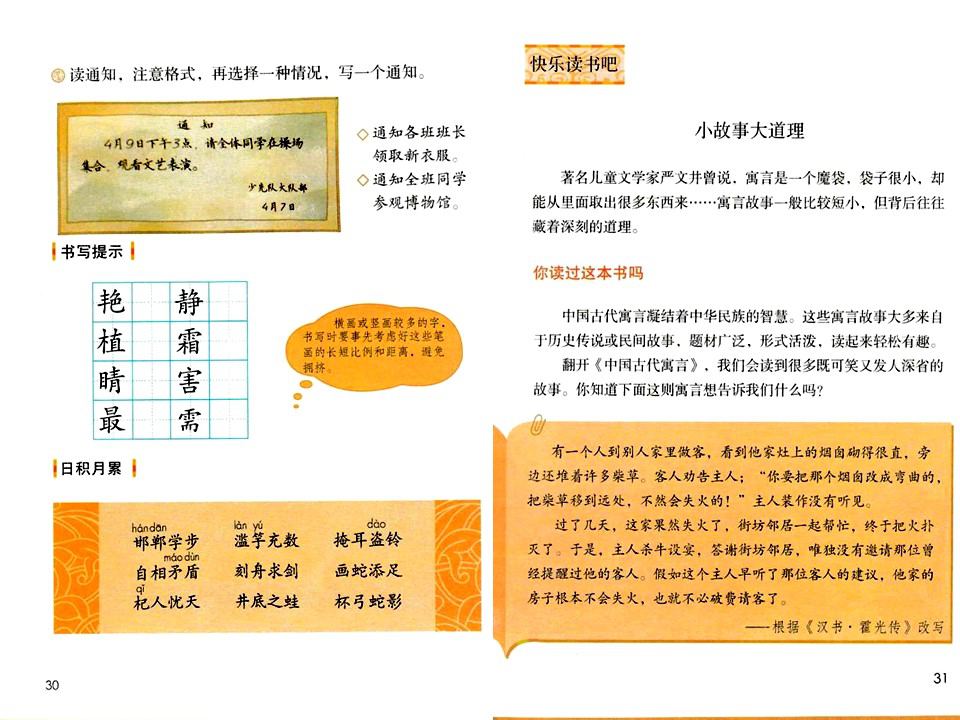 读通知，注意格式，再选择一种情况，写一个通知。
通 知
4月9日下午3点，请全体同学在操场
集合，观看文艺表演。
少先队大队部
4月7日
◇ 通知各班班长
领取新衣服。
◇ 通知全班同学
参观博物馆。
书写提示
艳 静
植 霜
晴 害
最 需
横画或竖画较多的字，
书写时要事先考虑好这些笔
画的长短比例和距离，避免
拥挤。
日积月累
hándān làn yú dào
邯郸学步 滥竽充数 掩耳盗铃
máo dùn
自相矛盾 刻舟求剑 画蛇添足
qǐ
杞人忧天 井底之蛙 杯弓蛇影
30
快乐读书吧
小故事大道理
著名儿童文学家严文井曾说，寓言是一个魔袋，袋子很小，却
能从里面取出很多东西来……寓言故事一般比较短小，但背后往往
藏着深刻的道理。
你读过这本书吗
中国古代寓言凝结着中华民族的智慧。这些寓言故事大多来自
于历史传说或民间故事，题材广泛，形式活泼，读起来轻松有趣。
翻开《中国古代寓言》，我们会读到很多既可笑又发人深省的
故事。你知道下面这则寓言想告诉我们什么吗？
有一个人到别人家里做客，看到他家灶上的烟囱砌得很直，旁
边还堆着许多柴草。客人劝告主人：“你要把那个烟囱改成弯曲的，
把柴草移到远处，不然会失火的！”主人装作没有听见。
过了几天，这家果然失火了，街坊邻居一起帮忙，终于把火扑
灭了。于是，主人杀牛设宴，答谢街坊邻居，唯独没有邀请那位曾
经提醒过他的客人。假如这个主人早听了那位客人的建议，他家的
房子根本不会失火，也就不必破费请客了。
——根据《汉书·霍光传》改写
31